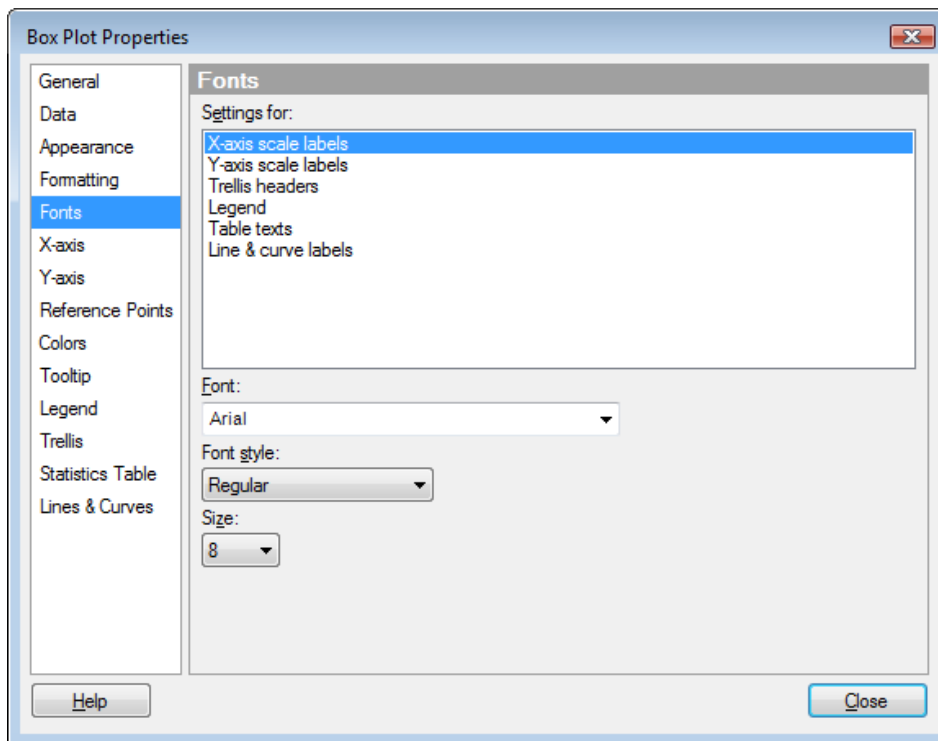 Box Plot Properties
General
Data
Appearance
Formatting
Fonts
X-axis
Y-axis
Reference Points
Colors
Tooltip
Legend
Trellis
Statistics Table
Lines & Curves
Fonts
Settings for:
X-axis scale labels
Y-axis scale labels
Trellis headers
Legend
Table texts
Line & curve labels
Font:
Arial
Font style:
Regular
Size:
8
Help
Close